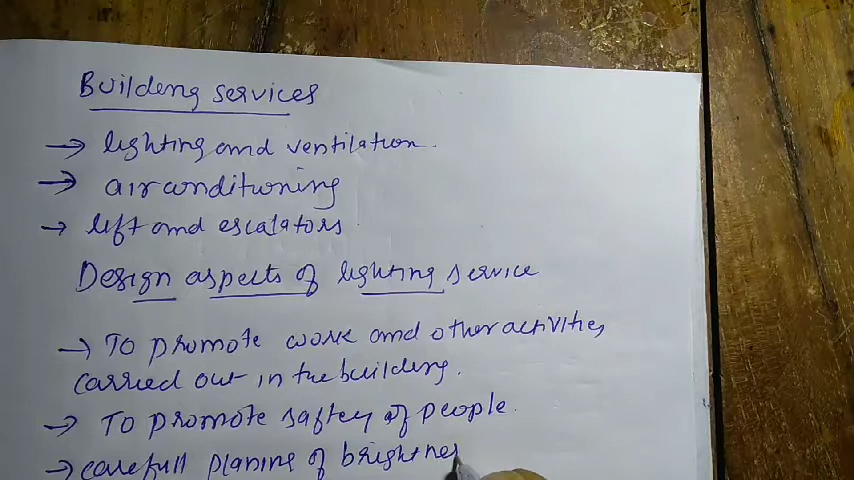 Building services
→ lighting and ventilation.
→ airconditioning
→ lift and escalators
Design aspects of lighting service
→ To promote work and other activities
carried out in the building.
→ To promote saftey of people.
→ carefull planing of brightnes